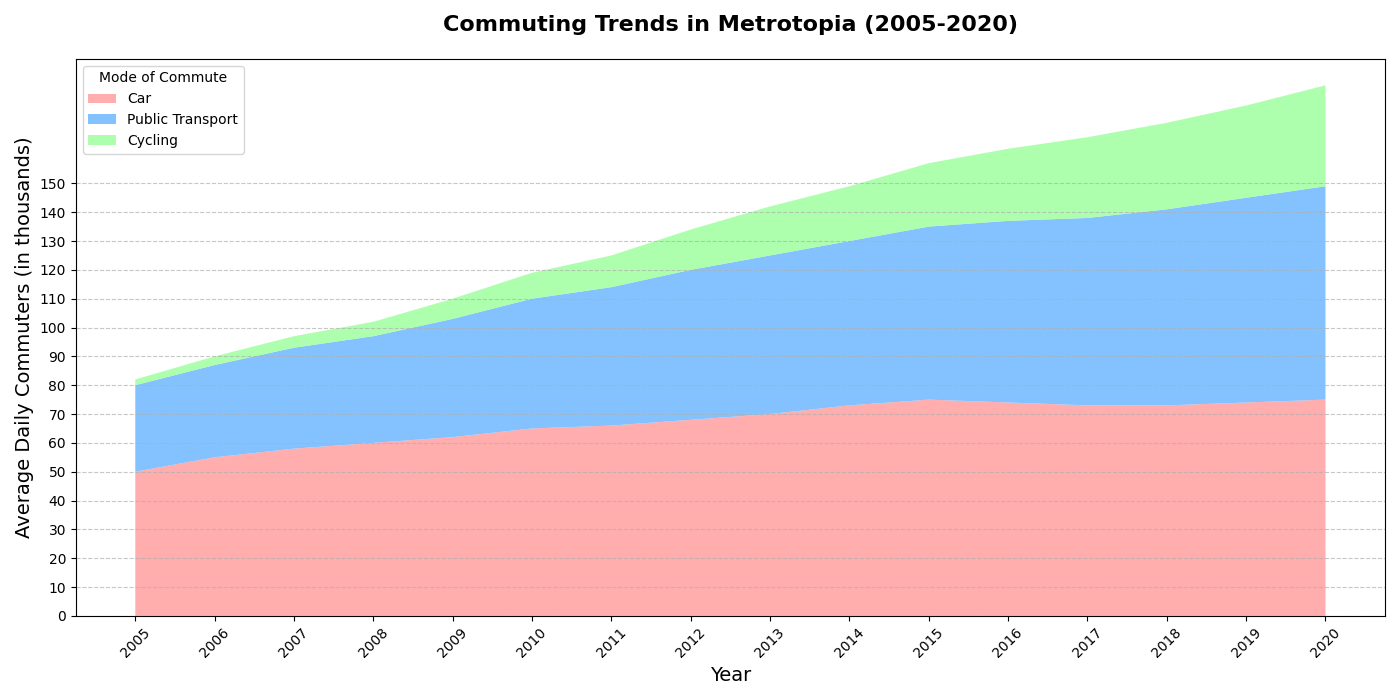 Commuting Trends in Metrotopia (2005-2020)
Mode of Commute
Car
Public Transport
Cycling
Average Daily Commuters (in thousands)
150
140
130
120
110
100
90
80
70
60
50
40
30
20
10
0
2005 2006 2007 2008 2009 2010 2011 2012 2013 2014 2015 2016 2017 2018 2019 2020
Year